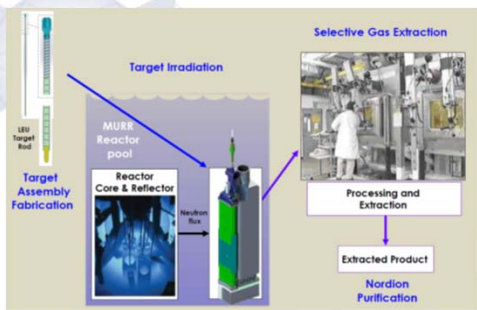 Selective Gas Extraction
Target Irradiation
LEU
Target
Rod
Target
Assembly
Fabrication
MURR
Reactor
pool
Reactor
Core & Reflector
Neutron
flux
Processing and
Extraction
Extracted Product
Nordion
Purification